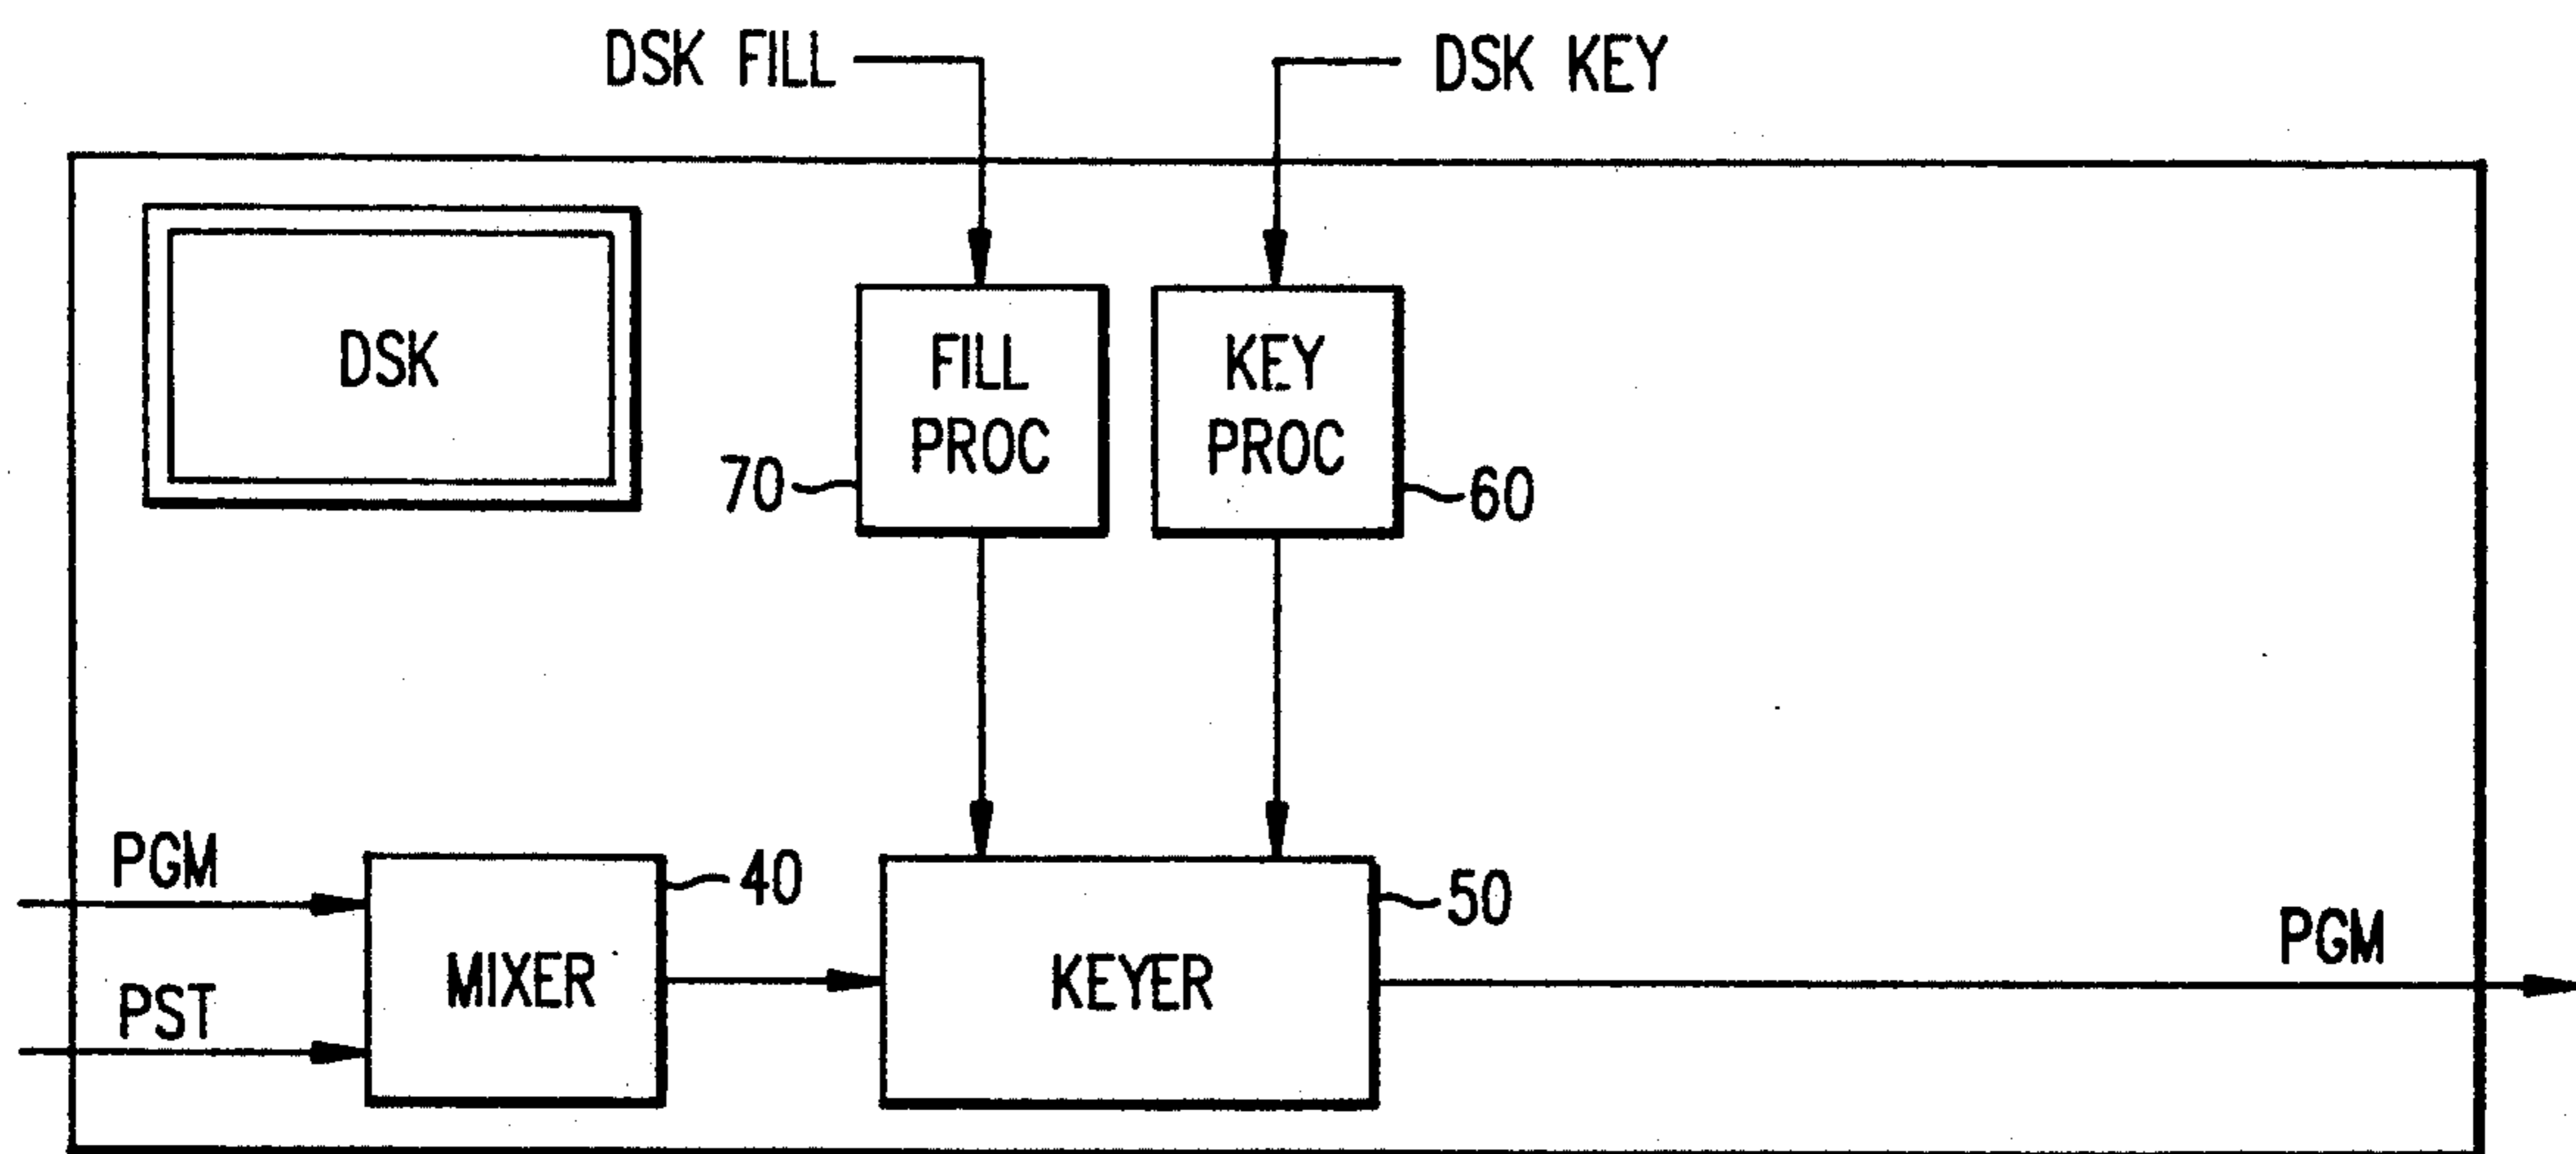 DSK FILL
DSK KEY
DSK
FILL
PROC
KEY
PROC
70
60
PGM
40
50
PGM
MIXER
KEYER
PST